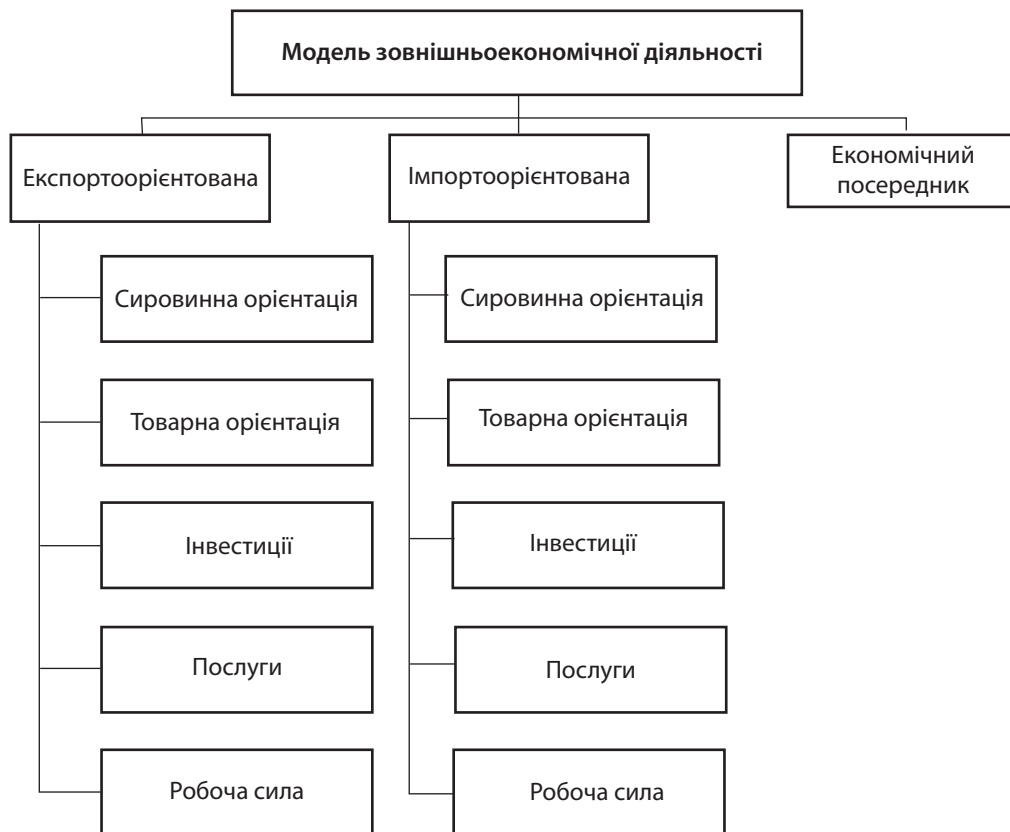 Модель зовнішньоекономічної діяльності
Експортоорієнтована
Імпортоорієнтована
Економічний
посередник
Сировинна орієнтація
Товарна орієнтація
Інвестиції
Послуги
Робоча сила
Сировинна орієнтація
Товарна орієнтація
Інвестиції
Послуги
Робоча сила